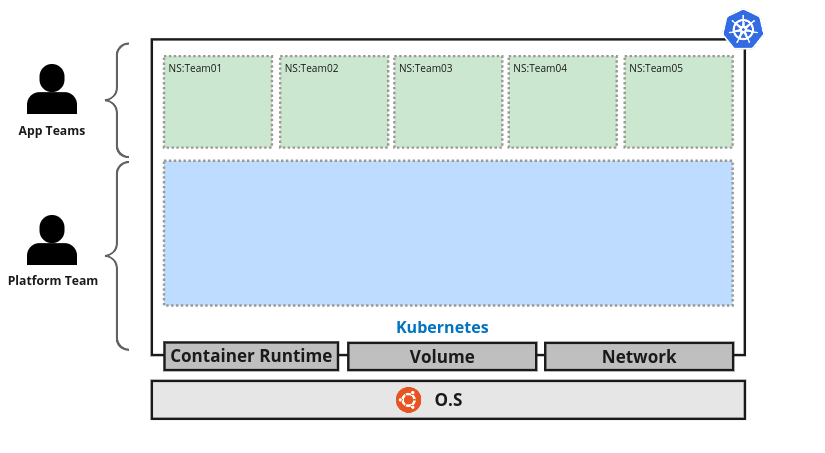 NS:Team01
NS:Team02
NS:Team03
NS:Team04
NS:Team05
App Teams
Platform Team
Kubernetes
Container Runtime
Volume
Network
O.S